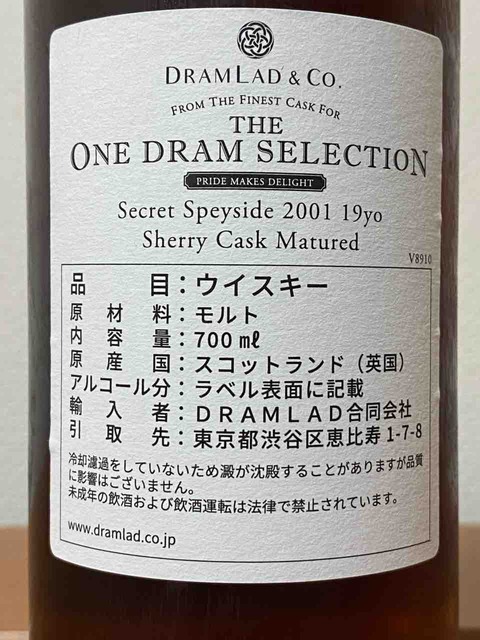 DRAMLAD & CO.
FROM THE FINEST CASK FOR
THE
ONE DRAM SELECTION
PRIDE MAKES DELIGHT
Secret Speyside 2001 19yo
Sherry Cask Matured
V8910
品目：ウイスキー
原材料：モルト
内容量：700㎖
原産国：スコットランド（英国）
アルコール分：ラベル表面に記載
輸入者：ＤＲＡＭＬＡＤ合同会社
引取先：東京都渋谷区恵比寿1-7-8
冷却濾過をしていないため澱が沈殿することがありますが品質
に影響はございません。
未成年の飲酒および飲酒運転は法律で禁止されています。
www.dramlad.co.jp